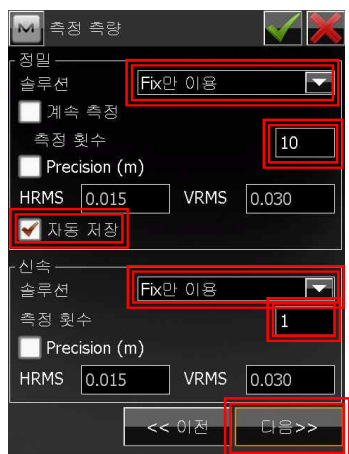 측정 측량
정밀
솔루션 Fix만 이용
계속 측정
측정 횟수 10
Precision (m)
HRMS 0.015 VRMS 0.030
자동 저장
신속
솔루션 Fix만 이용
측정 횟수 1
Precision (m)
HRMS 0.015 VRMS 0.030
<< 이전 다음>>